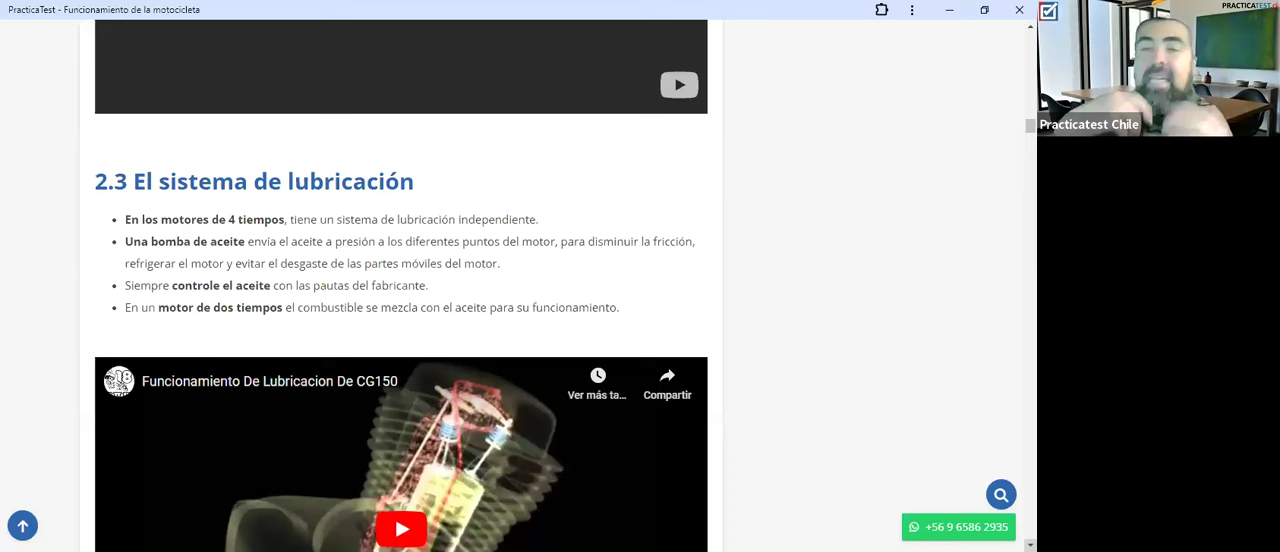 PracticaTest - Funcionamiento de la motocicleta
PRACTICATEST
Practicatest Chile
2.3 El sistema de lubricación
En los motores de 4 tiempos, tiene un sistema de lubricación independiente.
Una bomba de aceite envía el aceite a presión a los diferentes puntos del motor, para disminuir la fricción,
refrigerar el motor y evitar el desgaste de las partes móviles del motor.
Siempre controle el aceite con las pautas del fabricante.
En un motor de dos tiempos el combustible se mezcla con el aceite para su funcionamiento.
18
Funcionamiento De Lubricacion De CG150
Ver más ta...
Compartir
+56 9 6586 2935